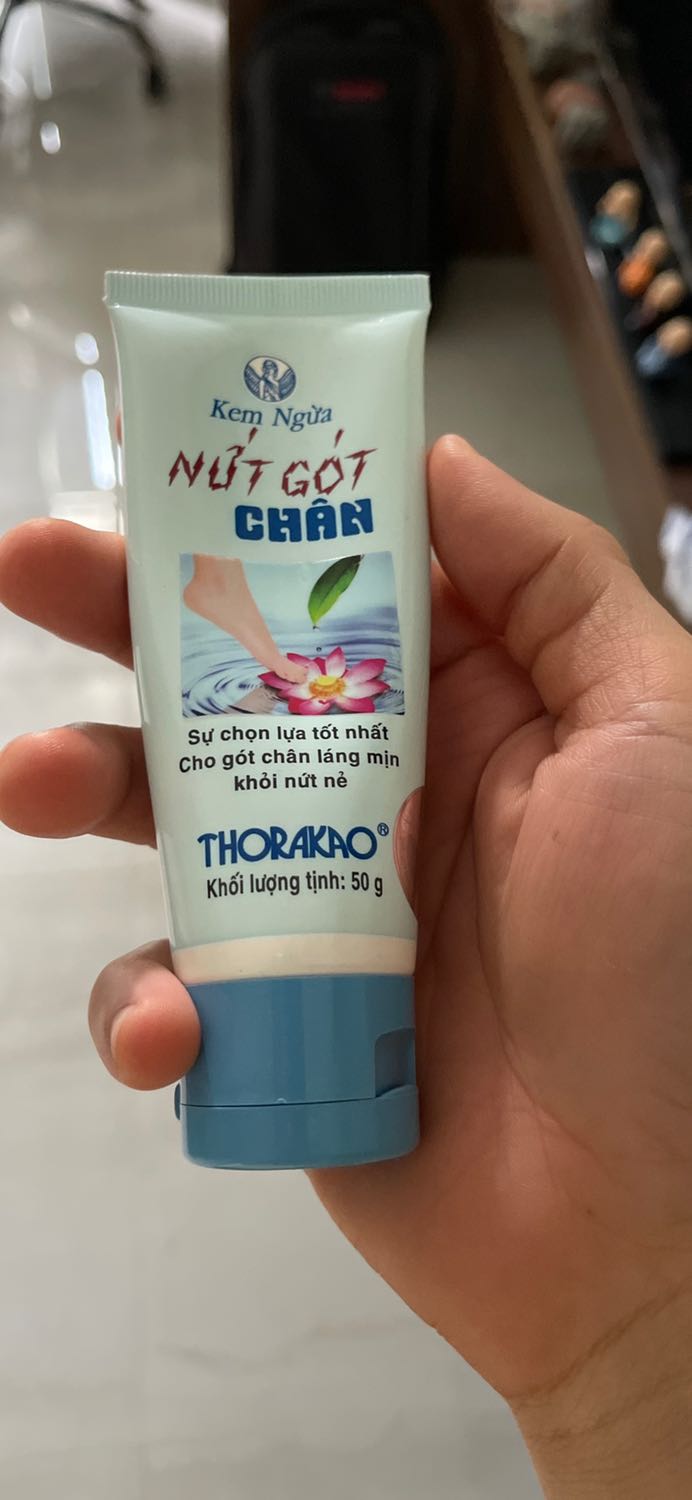 Kem Ngừa
NỨT GÓT
CHÂN
Sự chọn lựa tốt nhất
Cho gót chân láng mịn
khỏi nứt nẻ
THORAKAO®
Khối lượng tịnh: 50 g